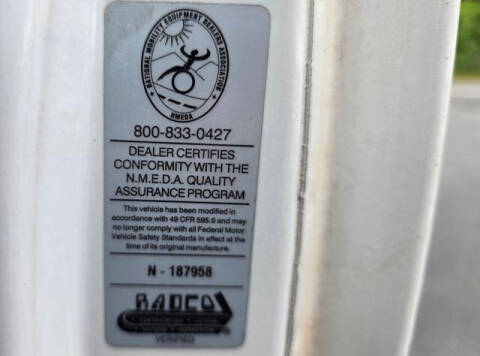 NATIONAL MOBILITY EQUIPMENT DEALERS ASSOCIATION
NMEDA
800-833-0427
DEALER CERTIFIES
CONFORMITY WITH THE
N.M.E.D.A. QUALITY
ASSURANCE PROGRAM
This vehicle has been modified in
accordance with 49 CFR 595.6 and may
no longer comply with all Federal Motor
Vehicle Safety Standards in effect at the
time of its original manufacture.
N - 187958
RADCO
VERIFIED